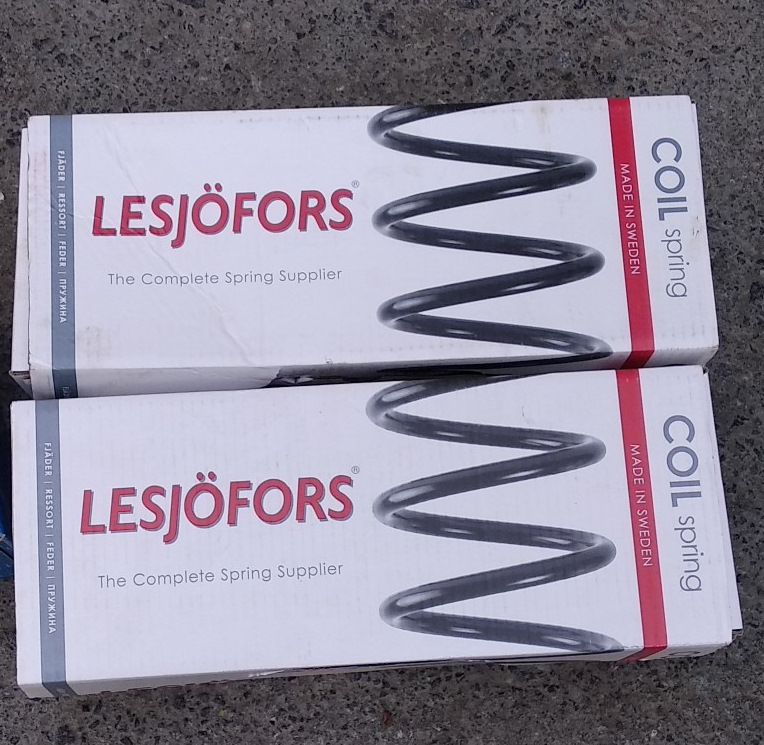 FJÄDER | RESSORT | FEDER | ПРУЖИНА
LESJÖFORS®
The Complete Spring Supplier
MADE IN SWEDEN
COIL spring
FJÄDER | RESSORT | FEDER | ПРУЖИНА
LESJÖFORS®
The Complete Spring Supplier
MADE IN SWEDEN
COIL spring